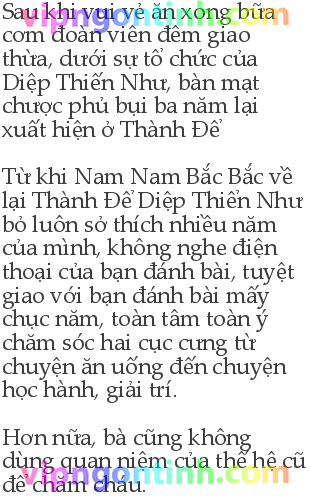 Sau khi vui vẻ ăn xong bữa
cơm đoàn viên đêm giao
thừa, dưới sự tổ chức của
Diệp Thiến Như, bàn mạt
chược phủ bụi ba năm lại
xuất hiện ở Thành Để
Từ khi Nam Nam Bắc Bắc về
lại Thành Để Diệp Thiển Như
bỏ luôn sở thích nhiều năm
của mình, không nghe điện
thoại của bạn đánh bài, tuyệt
giao với bạn đánh bài mấy
chục năm, toàn tâm toàn ý
chăm sóc hai cục cưng từ
chuyện ăn uống đến chuyện
học hành, giải trí.
Hơn nữa, bà cũng không
dùng quan niệm của thế hệ cũ
để chăm cháu.
vipngontinh.com
vipngontinh.com